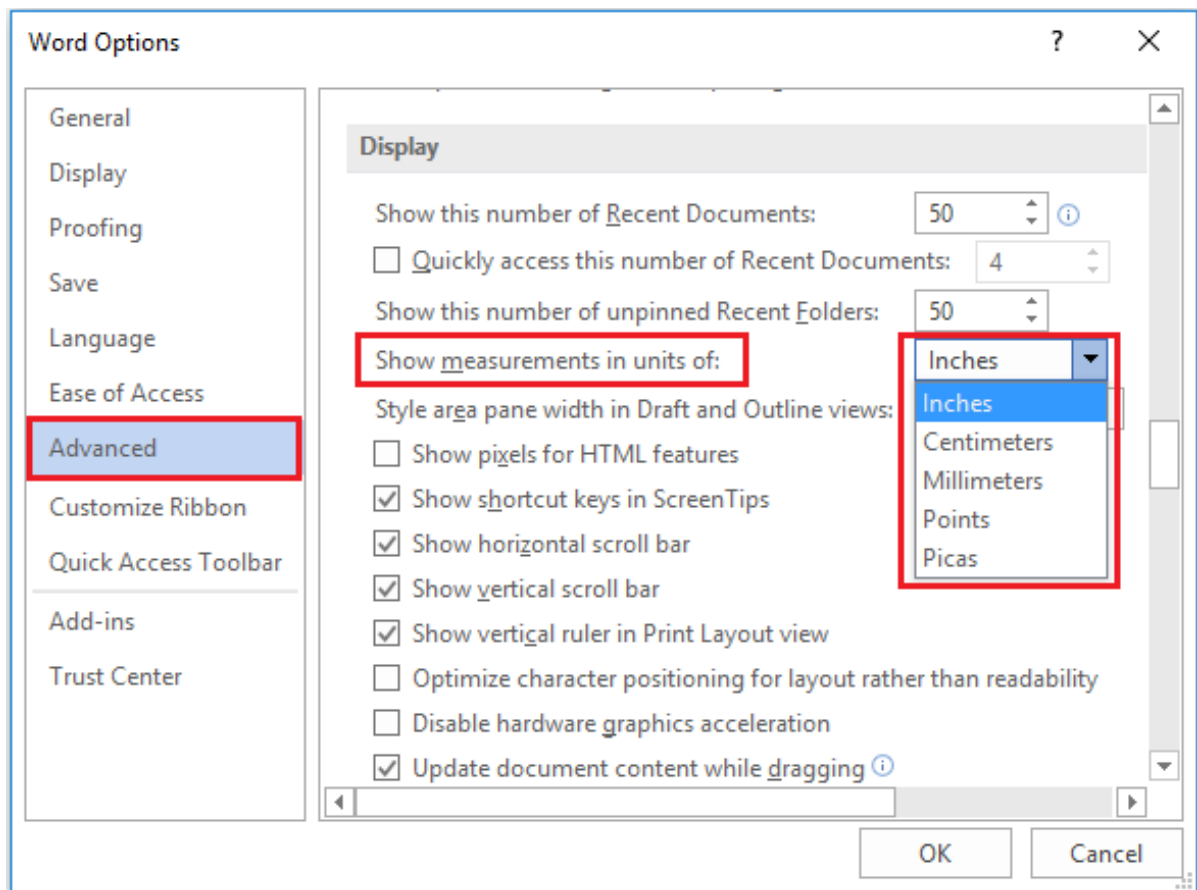 Word Options
?
General
Display
Proofing
Save
Language
Ease of Access
Advanced
Customize Ribbon
Quick Access Toolbar
Add-ins
Trust Center
Display
Show this number of Recent Documents: 50
Quickly access this number of Recent Documents: 4
Show this number of unpinned Recent Folders: 50
Show measurements in units of: Inches
Inches
Centimeters
Millimeters
Points
Picas
Style area pane width in Draft and Outline views:
Show pixels for HTML features
Show shortcut keys in ScreenTips
Show horizontal scroll bar
Show vertical scroll bar
Show vertical ruler in Print Layout view
Optimize character positioning for layout rather than readability
Disable hardware graphics acceleration
Update document content while dragging
OK Cancel